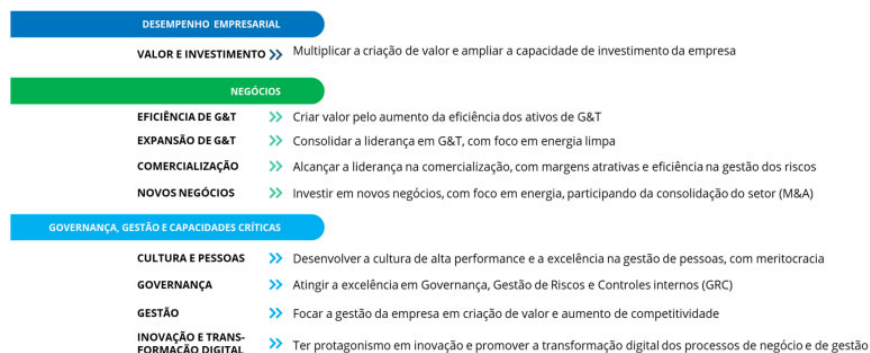 DESEMPENHO EMPRESARIAL
VALOR E INVESTIMENTO >> Multiplicar a criação de valor e ampliar a capacidade de investimento da empresa
NEGÓCIOS
EFICIÊNCIA DE G&T >> Criar valor pelo aumento da eficiência dos ativos de G&T
EXPANSÃO DE G&T >> Consolidar a liderança em G&T, com foco em energia limpa
COMERCIALIZAÇÃO >> Alcançar a liderança na comercialização, com margens atrativas e eficiência na gestão dos riscos
NOVOS NEGÓCIOS >> Investir em novos negócios, com foco em energia, participando da consolidação do setor (M&A)
GOVERNANÇA, GESTÃO E CAPACIDADES CRÍTICAS
CULTURA E PESSOAS >> Desenvolver a cultura de alta performance e a excelência na gestão de pessoas, com meritocracia
GOVERNANÇA >> Atingir a excelência em Governança, Gestão de Riscos e Controles internos (GRC)
GESTÃO >> Focar a gestão da empresa em criação de valor e aumento de competitividade
INOVAÇÃO E TRANS-
FORMAÇÃO DIGITAL >> Ter protagonismo em inovação e promover a transformação digital dos processos de negócio e de gestão